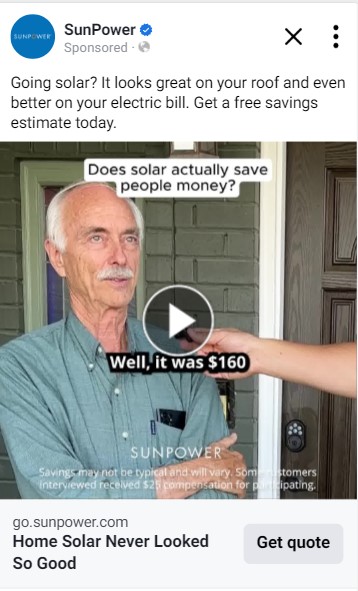 SUNPOWER
SunPower
Sponsored ·
Going solar? It looks great on your roof and even
better on your electric bill. Get a free savings
estimate today.
Does solar actually save
people money?
Well, it was $160
SUNPOWER
Savings may not be typical and will vary. Some customers
interviewed received $25 compensation for participating.
go.sunpower.com
Home Solar Never Looked
So Good
Get quote